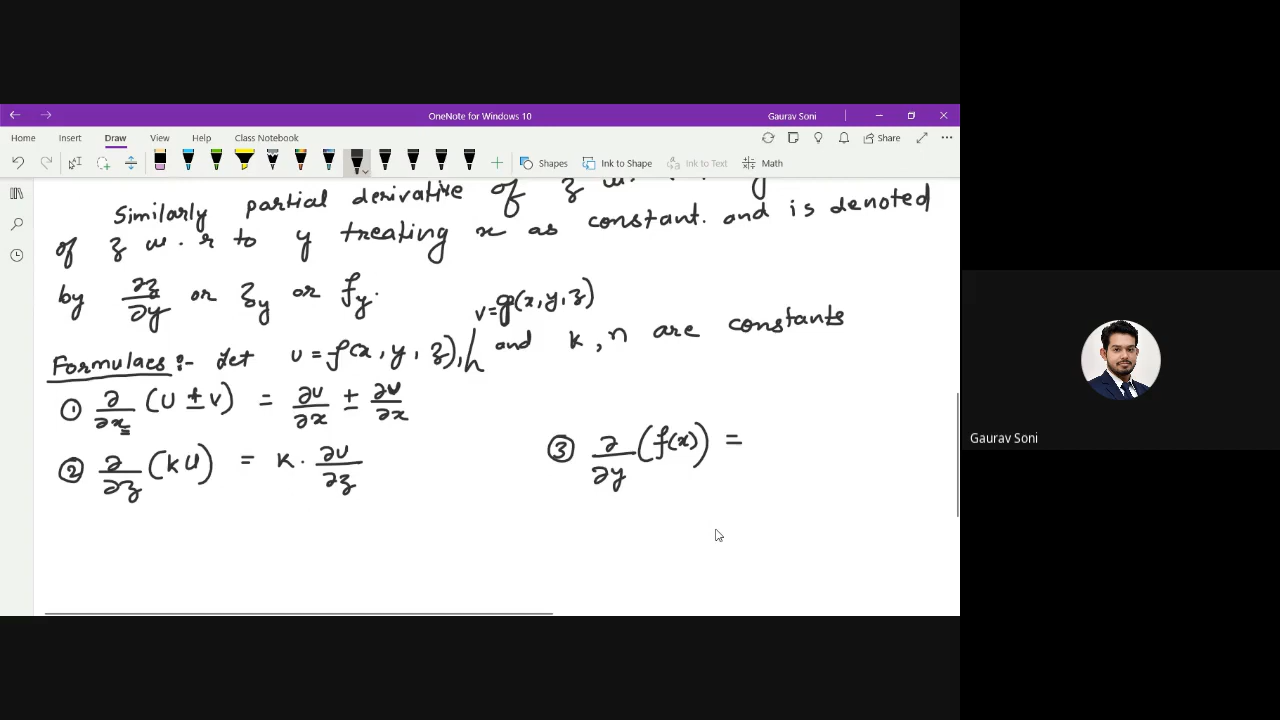 OneNote for Windows 10
Gaurav Soni
Home Insert Draw View Help Class Notebook
Share
Shapes Ink to Shape Ink to Text Math
Similarly partial derivative of z w.
of z w.r to y treating x as constant. and is denoted
by ∂z/∂y or z_y or f_y.
v=g(x,y,z)
Formulaes :- Let u = f(x, y, z), and k, n are constants
① ∂/∂x (u ± v) = ∂u/∂x ± ∂v/∂x
② ∂/∂z (ku) = k · ∂u/∂z
③ ∂/∂y (f(x)) =
Gaurav Soni